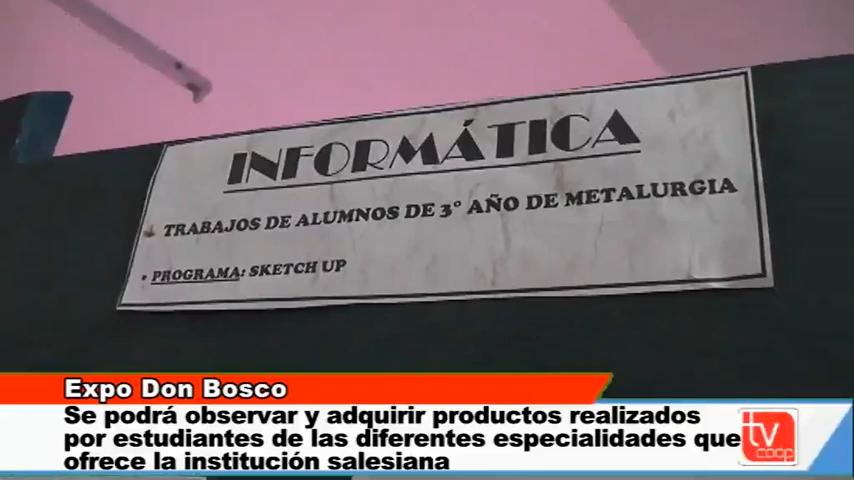 INFORMÁTICA
TRABAJOS DE ALUMNOS DE 3° AÑO DE METALURGIA
• PROGRAMA: SKETCH UP
Expo Don Bosco
Se podrá observar y adquirir productos realizados
por estudiantes de las diferentes especialidades que
ofrece la institución salesiana
tv
coop